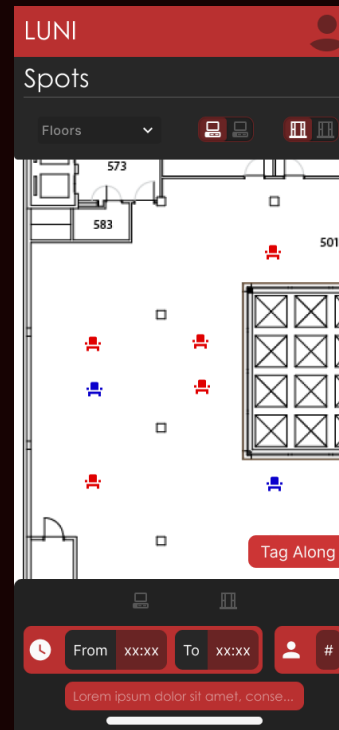 LUNI
Spots
Floors
573
583
501
Tag Along
From xx:xx To xx:xx #
Lorem ipsum dolor sit amet, conse...